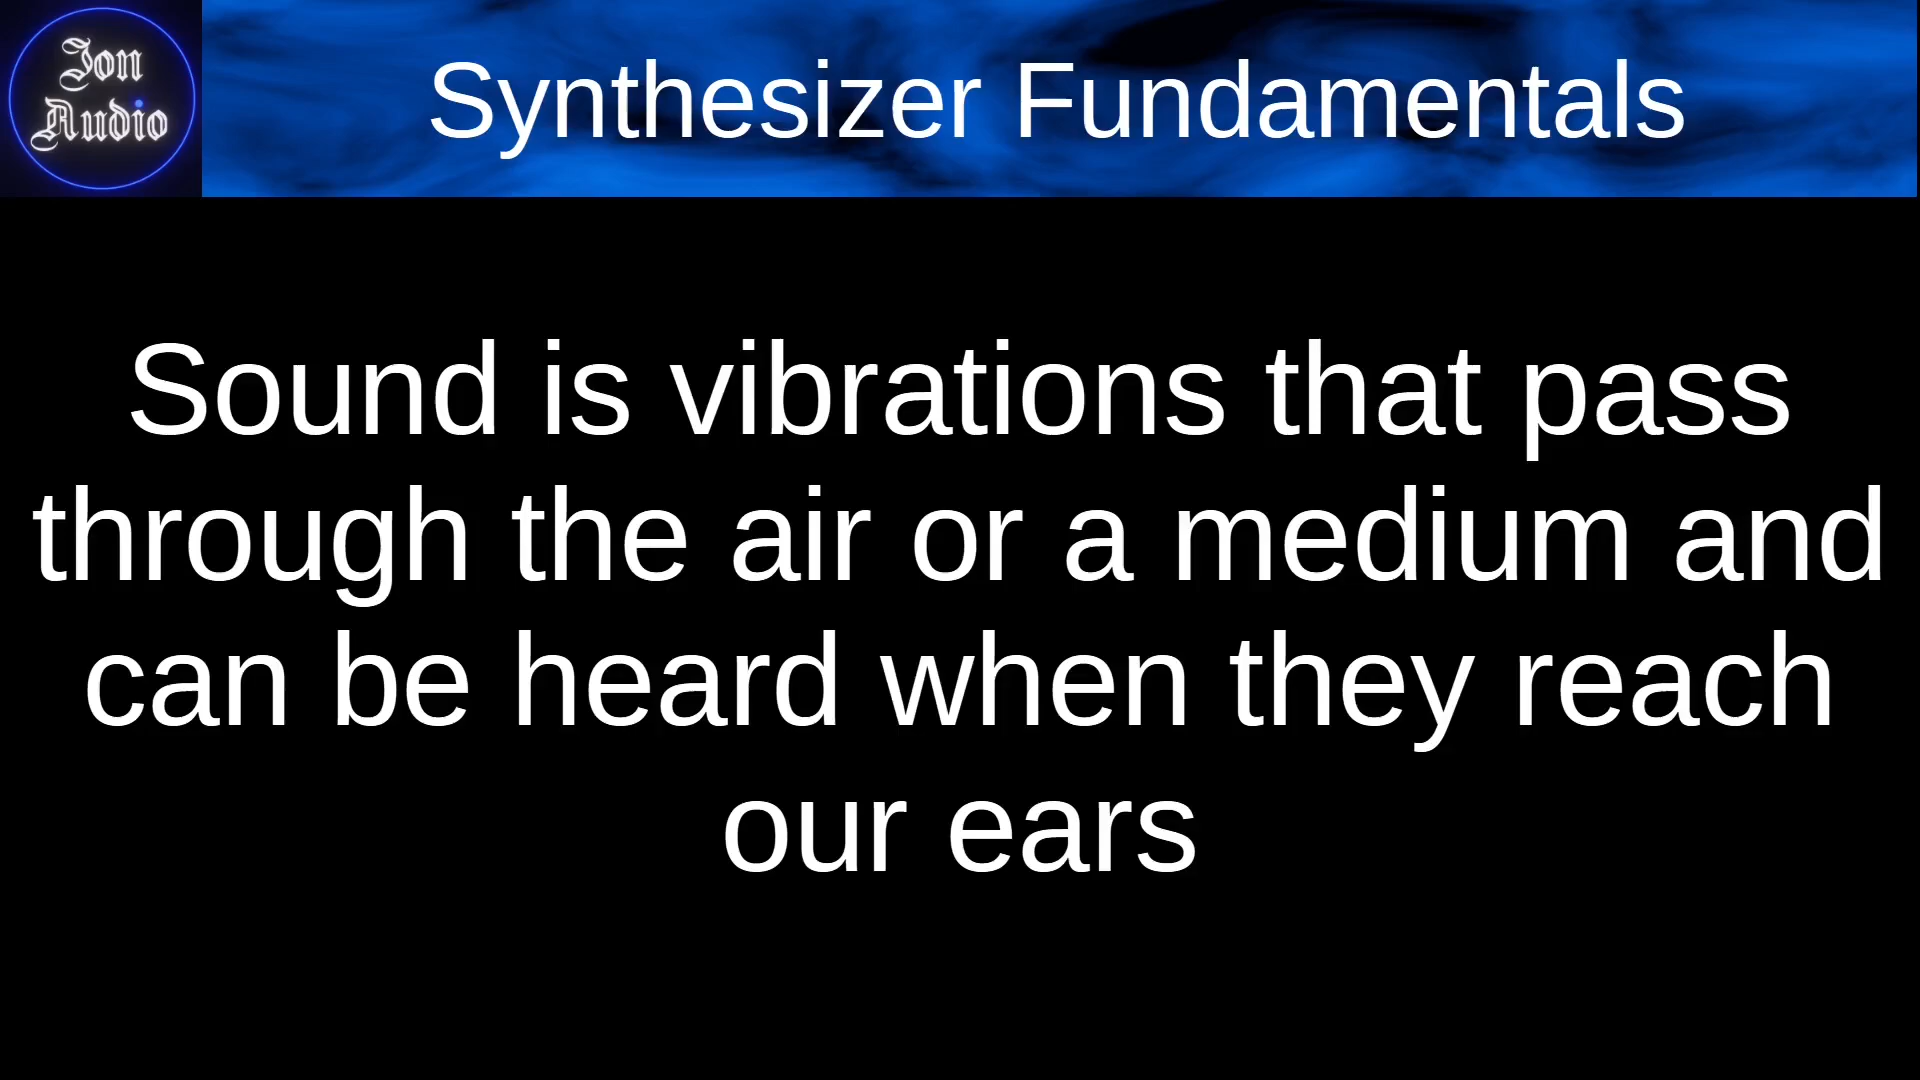 Jon
Audio
Synthesizer Fundamentals
Sound is vibrations that pass
through the air or a medium and
can be heard when they reach
our ears